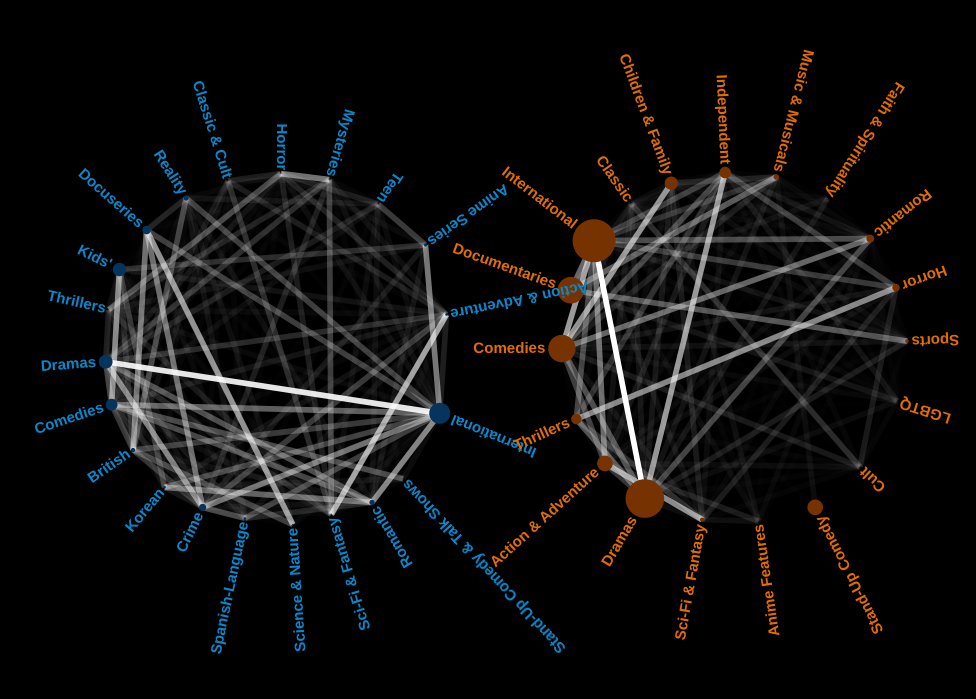 Classic & Cult
Horror
Mysteries
Teen
Anime Series
Action & Adventure
International
Stand-Up Comedy & Talk Shows
Romantic
Sci-Fi & Fantasy
Science & Nature
Spanish-Language
Crime
Korean
British
Comedies
Dramas
Thrillers
Kids'
Docuseries
Reality
Children & Family
Independent
Music & Musicals
Faith & Spirituality
Romantic
Horror
Sports
LGBTQ
Cult
Stand-Up Comedy
Anime Features
Sci-Fi & Fantasy
Dramas
Action & Adventure
Thrillers
Comedies
Documentaries
International
Classic